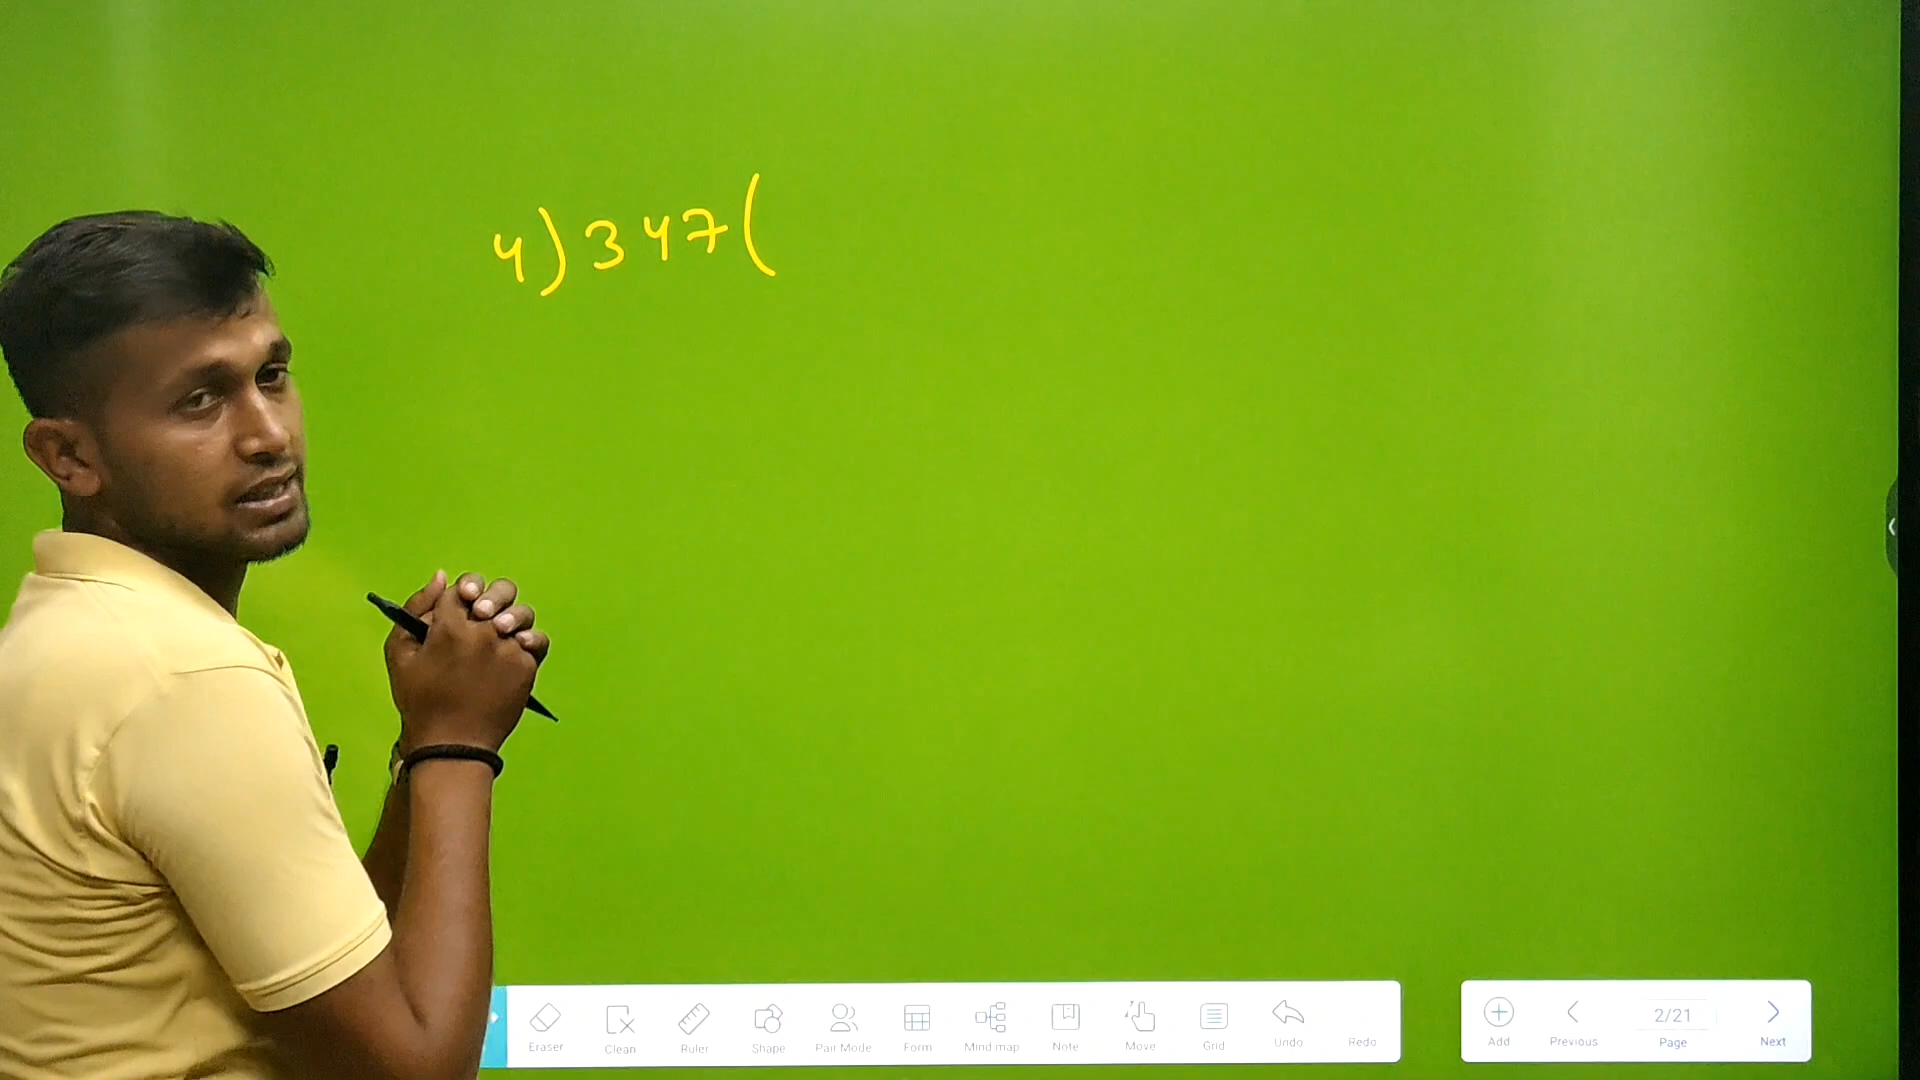 4)347(
Eraser Clean Ruler Shape Pair Mode Form Mind map Note Move Grid Undo Redo
Add Previous 2/21 Page Next